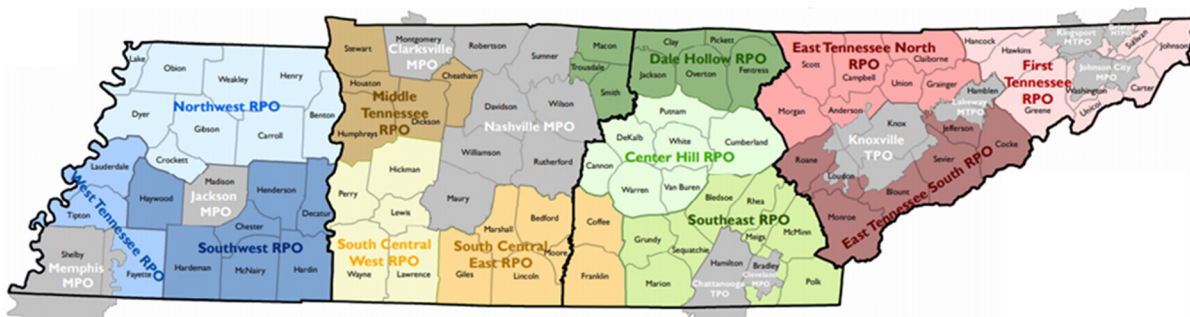 Lake
Obion
Weakley
Henry
Northwest RPO
Dyer
Gibson
Carroll
Benton
Crockett
Lauderdale
West Tennessee RPO
Tipton
Haywood
Madison
Jackson
MPO
Henderson
Decatur
Chester
Southwest RPO
Shelby
Memphis
MPO
Fayette
Hardeman
McNairy
Hardin
Stewart
Montgomery
Clarksville
MPO
Robertson
Sumner
Houston
Cheatham
Middle
Tennessee
RPO
Dickson
Humphreys
Davidson
Wilson
Nashville MPO
Williamson
Rutherford
Hickman
Perry
Lewis
Maury
South Central
West RPO
Wayne
Lawrence
Marshall
Bedford
Moore
South Central
East RPO
Giles
Lincoln
Coffee
Franklin
Macon
Trousdale
Smith
Clay
Pickett
Dale Hollow RPO
Jackson
Overton
Fentress
Putnam
DeKalb
White
Cumberland
Center Hill RPO
Cannon
Warren
Van Buren
Bledsoe
Rhea
Southeast RPO
Meigs
McMinn
Grundy
Sequatchie
Hamilton
Bradley
Cleveland
MPO
Chattanooga
TPO
Marion
Polk
East Tennessee North
RPO
Scott
Claiborne
Campbell
Union
Grainger
Morgan
Anderson
Hamblen
Lakeway
MTPO
Knox
Knoxville
TPO
Jefferson
Cocke
Roane
Loudon
Sevier
Blount
Monroe
East Tennessee South RPO
Hancock
Hawkins
Kingsport
MTPO
Sullivan
Johnson
First
Tennessee
RPO
Johnson City
MPO
Washington
Carter
Greene
Unicoi